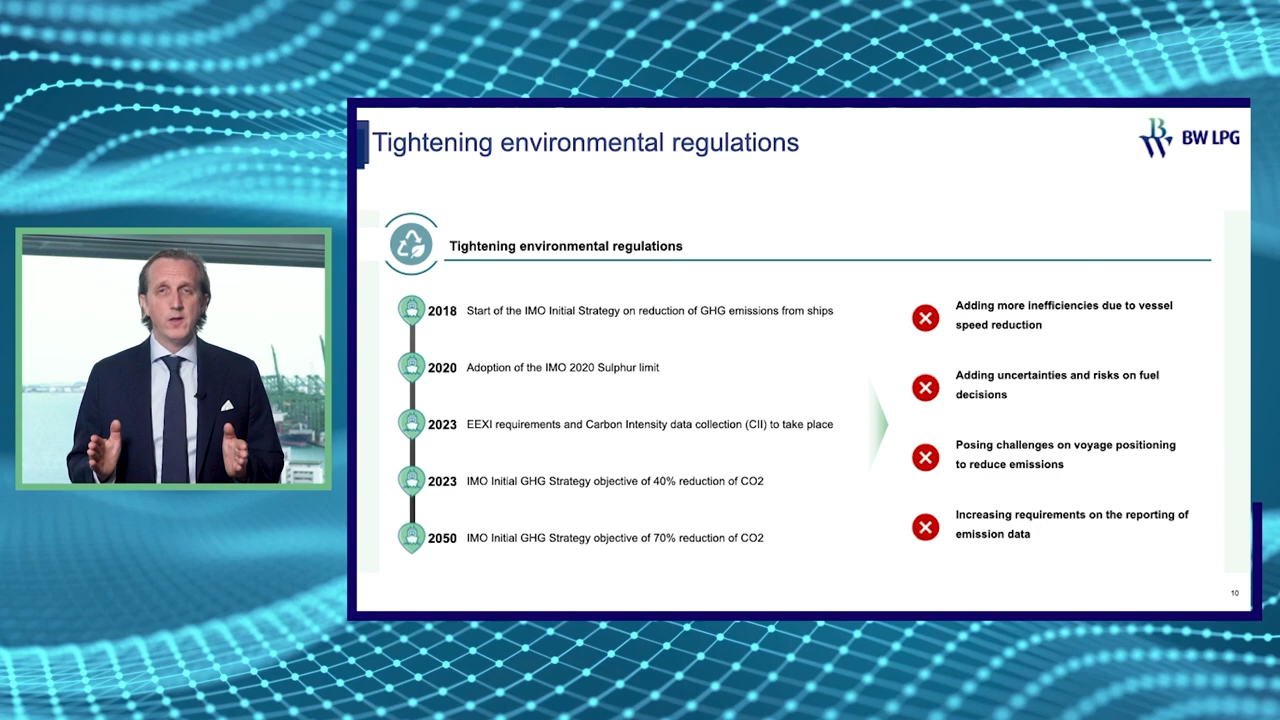 Tightening environmental regulations
BW LPG
Tightening environmental regulations
2018 Start of the IMO Initial Strategy on reduction of GHG emissions from ships
2020 Adoption of the IMO 2020 Sulphur limit
2023 EEXI requirements and Carbon Intensity data collection (CII) to take place
2023 IMO Initial GHG Strategy objective of 40% reduction of CO2
2050 IMO Initial GHG Strategy objective of 70% reduction of CO2
Adding more inefficiencies due to vessel
speed reduction
Adding uncertainties and risks on fuel
decisions
Posing challenges on voyage positioning
to reduce emissions
Increasing requirements on the reporting of
emission data
10